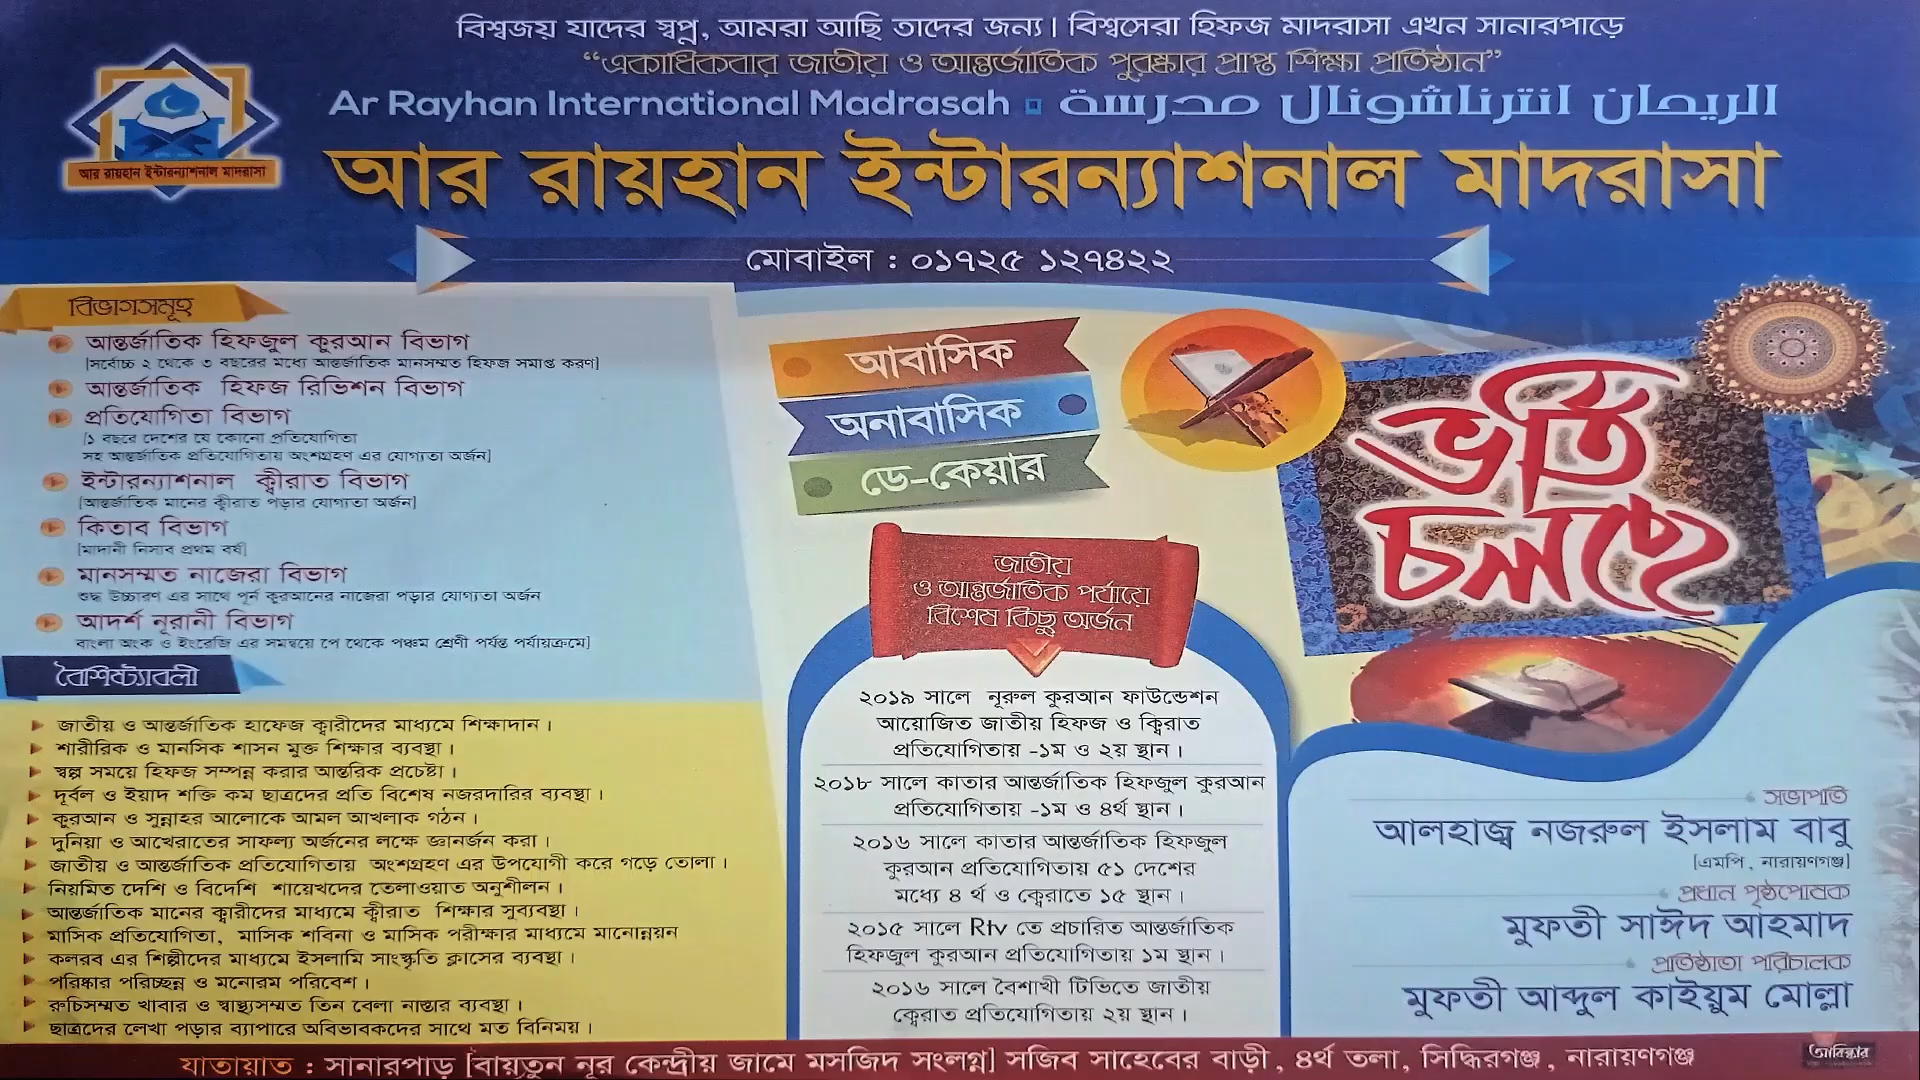 বিশ্বজয় যাদের স্বপ্ন, আমরা আছি তাদের জন্য। বিশ্বসেরা হিফজ মাদরাসা এখন সানারপাড়ে
“একাধিকবার জাতীয় ও আন্তর্জাতিক পুরষ্কার প্রাপ্ত শিক্ষা প্রতিষ্ঠান”
Ar Rayhan International Madrasah الريحان انترناشونال مدرسة
আর রায়হান ইন্টারন্যাশনাল মাদরাসা
আর রায়হান ইন্টারন্যাশনাল মাদরাসা
মোবাইল : ০১৭২৫ ১২৭৪২২
বিভাগসমূহ
আন্তর্জাতিক হিফজুল কুরআন বিভাগ
[সর্বোচ্চ ২ থেকে ৩ বছরের মধ্যে আন্তর্জাতিক মানসম্মত হিফজ সমাপ্ত করণ]
আন্তর্জাতিক হিফজ রিভিশন বিভাগ
প্রতিযোগিতা বিভাগ
[১ বছরে দেশের যে কোনো প্রতিযোগিতা
সহ আন্তর্জাতিক প্রতিযোগিতায় অংশগ্রহণ এর যোগ্যতা অর্জন]
ইন্টারন্যাশনাল ক্বীরাত বিভাগ
[আন্তর্জাতিক মানের ক্বীরাত পড়ার যোগ্যতা অর্জন]
কিতাব বিভাগ
[মাদানী নিসাব প্রথম বর্ষ]
মানসম্মত নাজেরা বিভাগ
শুদ্ধ উচ্চারণ এর সাথে পূর্ন কুরআনের নাজেরা পড়ার যোগ্যতা অর্জন
আদর্শ নূরানী বিভাগ
বাংলা অংক ও ইংরেজি এর সমন্বয়ে পে থেকে পঞ্চম শ্রেণী পর্যন্ত পর্যায়ক্রমে]
বৈশিষ্ট্যাবলী
জাতীয় ও আন্তর্জাতিক হাফেজ ক্বারীদের মাধ্যমে শিক্ষাদান।
শারীরিক ও মানসিক শাসন মুক্ত শিক্ষার ব্যবস্থা।
স্বল্প সময়ে হিফজ সম্পন্ন করার আন্তরিক প্রচেষ্টা।
দূর্বল ও ইয়াদ শক্তি কম ছাত্রদের প্রতি বিশেষ নজরদারির ব্যবস্থা।
কুরআন ও সুন্নাহর আলোকে আমল আখলাক গঠন।
দুনিয়া ও আখেরাতের সাফল্য অর্জনের লক্ষে জ্ঞানর্জন করা।
জাতীয় ও আন্তর্জাতিক প্রতিযোগিতায় অংশগ্রহণ এর উপযোগী করে গড়ে তোলা।
নিয়মিত দেশি ও বিদেশি শায়েখদের তেলাওয়াত অনুশীলন।
আন্তর্জাতিক মানের ক্বারীদের মাধ্যমে ক্বীরাত শিক্ষার সুব্যবস্থা।
মাসিক প্রতিযোগিতা, মাসিক শবিনা ও মাসিক পরীক্ষার মাধ্যমে মানোন্নয়ন
কলরব এর শিল্পীদের মাধ্যমে ইসলামি সাংস্কৃতি ক্লাসের ব্যবস্থা।
পরিষ্কার পরিচ্ছন্ন ও মনোরম পরিবেশ।
রুচিসম্মত খাবার ও স্বাস্থ্যসম্মত তিন বেলা নাস্তার ব্যবস্থা।
ছাত্রদের লেখা পড়ার ব্যাপারে অবিভাবকদের সাথে মত বিনিময়।
আবাসিক
অনাবাসিক
ডে-কেয়ার
জাতীয়
ও আন্তর্জাতিক পর্যায়ে
বিশেষ কিছু অর্জন
২০১৯ সালে নূরুল কুরআন ফাউন্ডেশন
আয়োজিত জাতীয় হিফজ ও ক্বিরাত
প্রতিযোগিতায় -১ম ও ২য় স্থান।
২০১৮ সালে কাতার আন্তর্জাতিক হিফজুল কুরআন
প্রতিযোগিতায় -১ম ও ৪র্থ স্থান।
২০১৬ সালে কাতার আন্তর্জাতিক হিফজুল
কুরআন প্রতিযোগিতায় ৫১ দেশের
মধ্যে ৪ র্থ ও ক্বেরাতে ১৫ স্থান।
২০১৫ সালে Rtv তে প্রচারিত আন্তর্জাতিক
হিফজুল কুরআন প্রতিযোগিতায় ১ম স্থান।
২০১৬ সালে বৈশাখী টিভিতে জাতীয়
ক্বেরাত প্রতিযোগিতায় ২য় স্থান।
ভর্তি
চলছে
সভাপতি
আলহাজ্ব নজরুল ইসলাম বাবু
[এমপি, নারায়ণগঞ্জ]
প্রধান পৃষ্ঠপোষক
মুফতী সাঈদ আহমাদ
প্রতিষ্ঠাতা পরিচালক
মুফতী আব্দুল কাইয়ুম মোল্লা
যাতায়াত : সানারপাড় [বায়তুন নূর কেন্দ্রীয় জামে মসজিদ সংলগ্ন] সজিব সাহেবের বাড়ী, ৪র্থ তলা, সিদ্ধিরগঞ্জ, নারায়ণগঞ্জ
আবিষ্কার